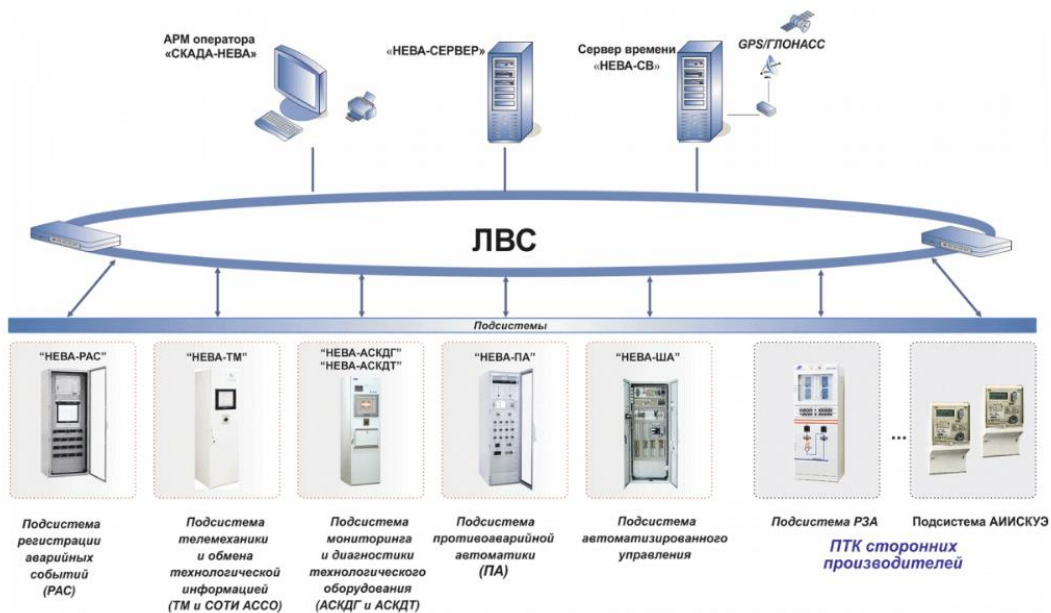 АРМ оператора
«СКАДА-НЕВА»
«НЕВА-СЕРВЕР»
Сервер времени
«НЕВА-СВ»
GPS/ГЛОНАСС
ЛВС
Подсистемы
“НЕВА-РАС”
“НЕВА-ТМ”
“НЕВА-АСКДГ”
“НЕВА-АСКДТ”
“НЕВА-ПА”
“НЕВА-ША”
...
Подсистема
регистрации
аварийных
событий
(РАС)
Подсистема
телемеханики
и обмена
технологической
информацией
(ТМ и СОТИ АССО)
Подсистема
мониторинга
и диагностики
технологического
оборудования
(АСКДГ и АСКДТ)
Подсистема
противоаварийной
автоматики
(ПА)
Подсистема
автоматизированного
управления
Подсистема РЗА
Подсистема АИИСКУЭ
ПТК сторонних
производителей